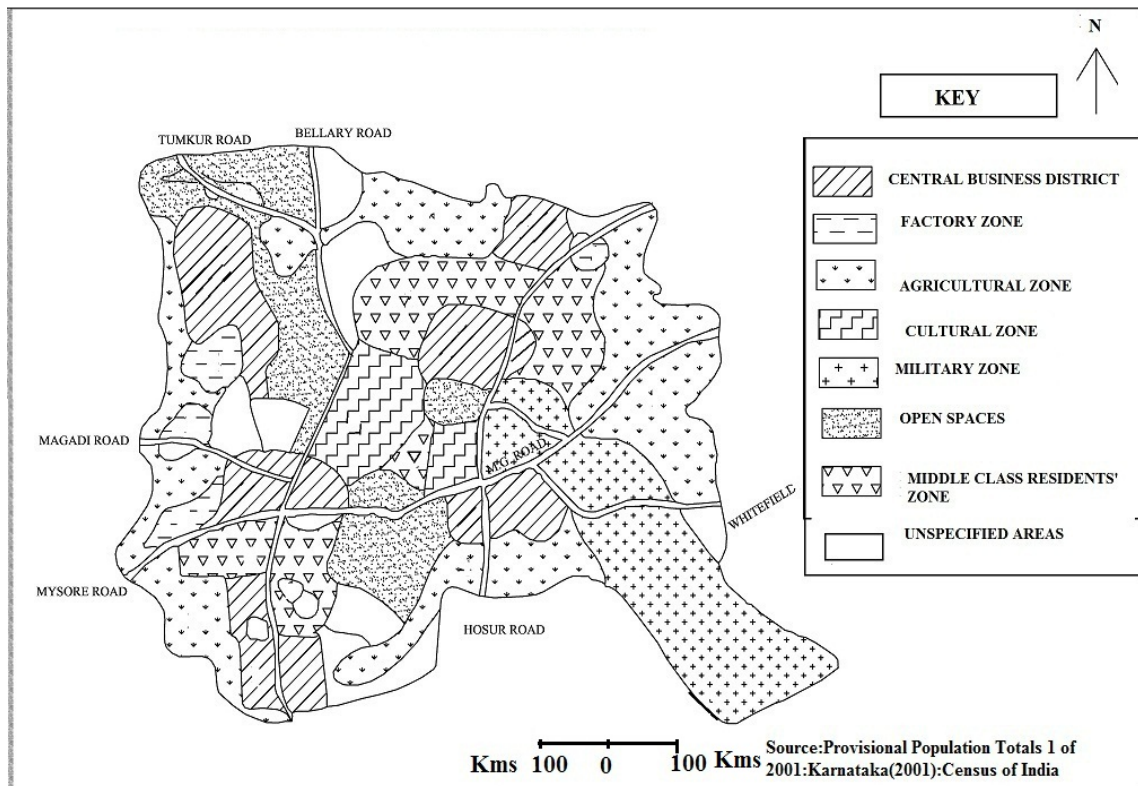 N
KEY
BELLARY ROAD
TUMKUR ROAD
CENTRAL BUSINESS DISTRICT
FACTORY ZONE
AGRICULTURAL ZONE
CULTURAL ZONE
MILITARY ZONE
OPEN SPACES
MAGADI ROAD
M.G. ROAD
MIDDLE CLASS RESIDENTS'
ZONE
WHITEFIELD
UNSPECIFIED AREAS
MYSORE ROAD
HOSUR ROAD
Kms 100 0 100 Kms
Source:Provisional Population Totals 1 of
2001:Karnataka(2001):Census of India